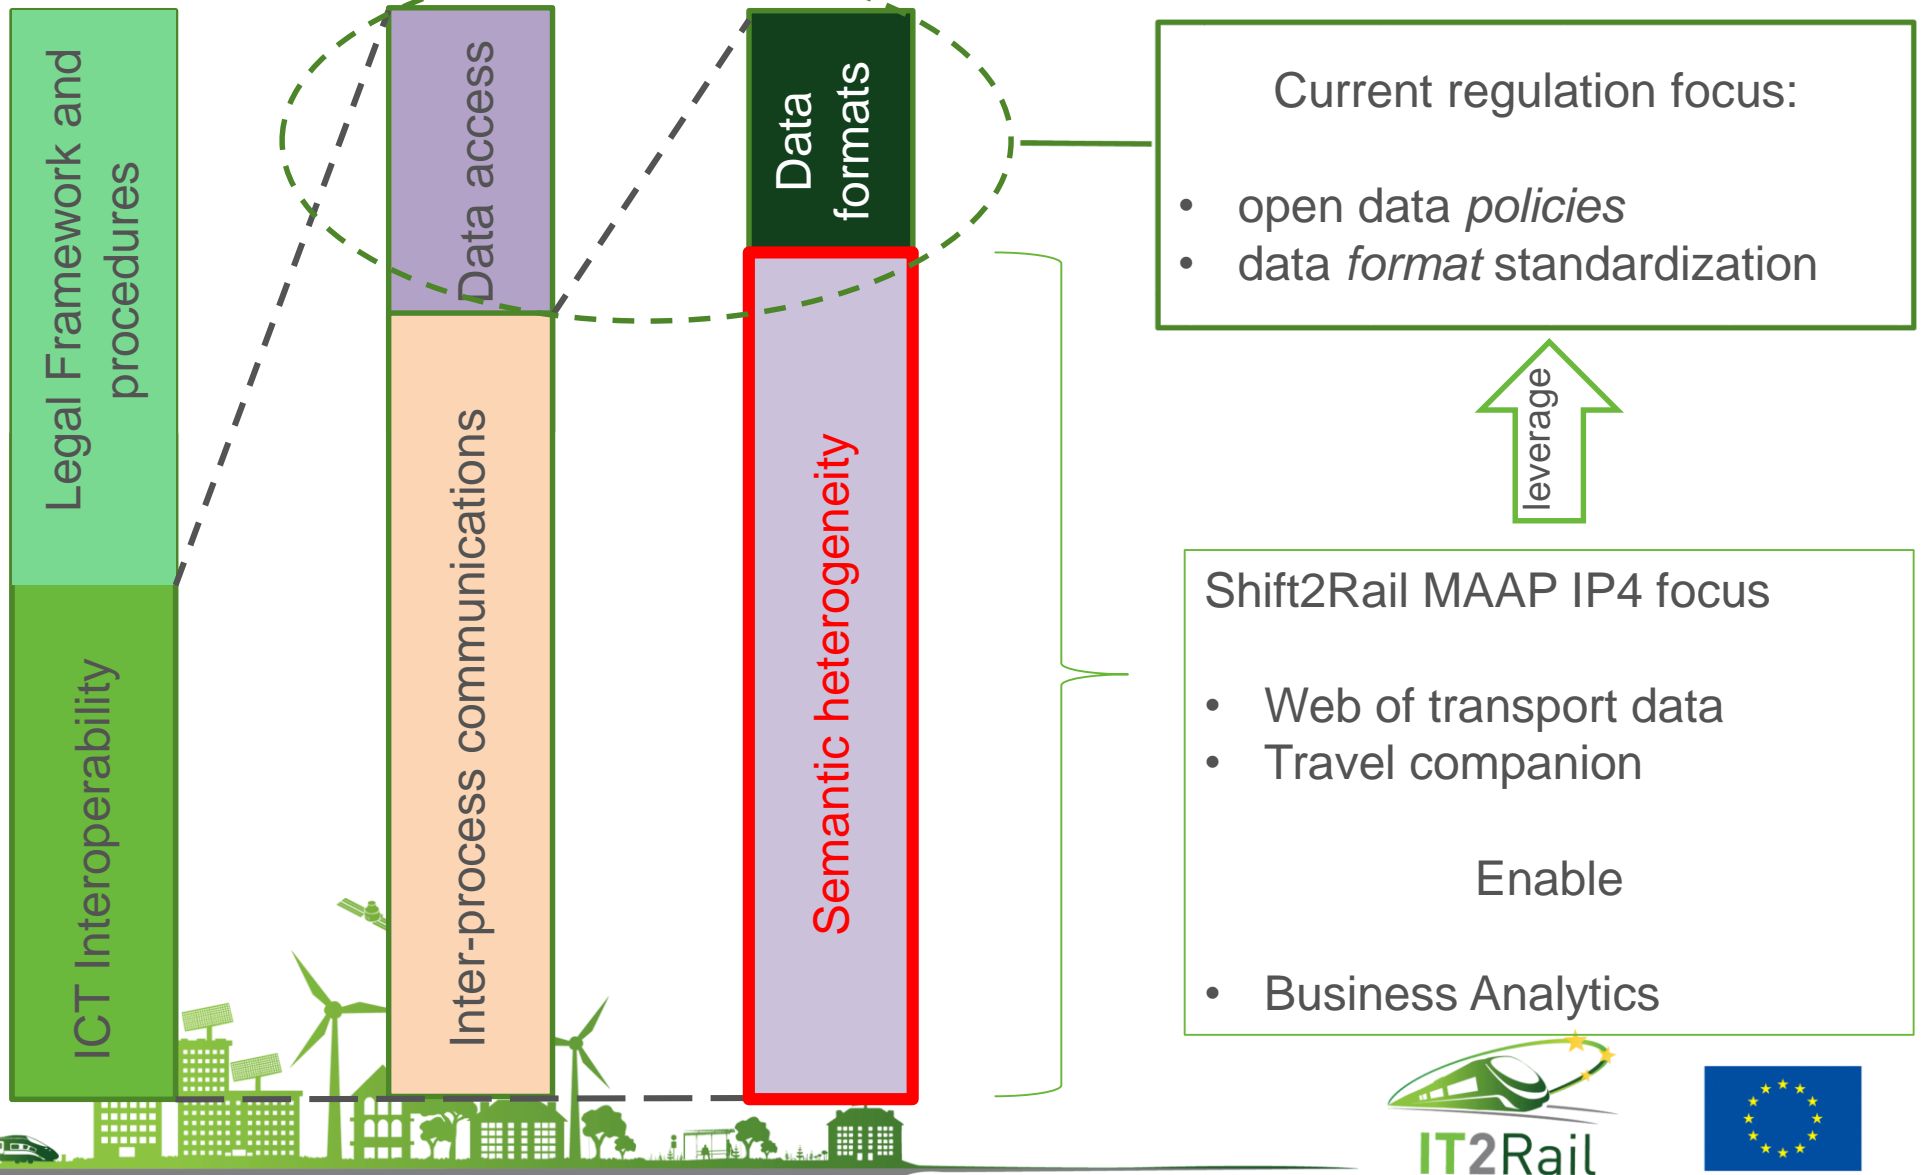 Legal Framework and
procedures
ICT Interoperability
Data access
Inter-process communications
Data
formats
Semantic heterogeneity
Current regulation focus:
• open data policies
• data format standardization
leverage
Shift2Rail MAAP IP4 focus
• Web of transport data
• Travel companion
Enable
• Business Analytics
IT2Rail